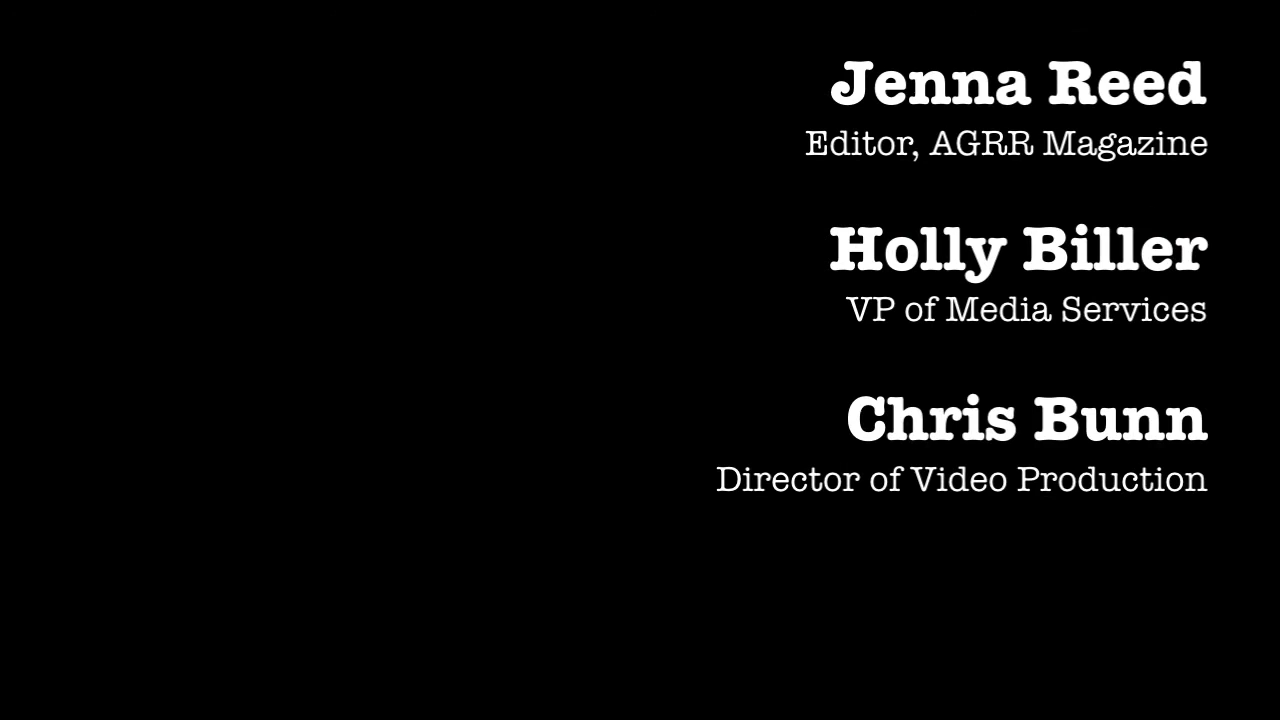 Jenna Reed
Editor, AGRR Magazine
Holly Biller
VP of Media Services
Chris Bunn
Director of Video Production